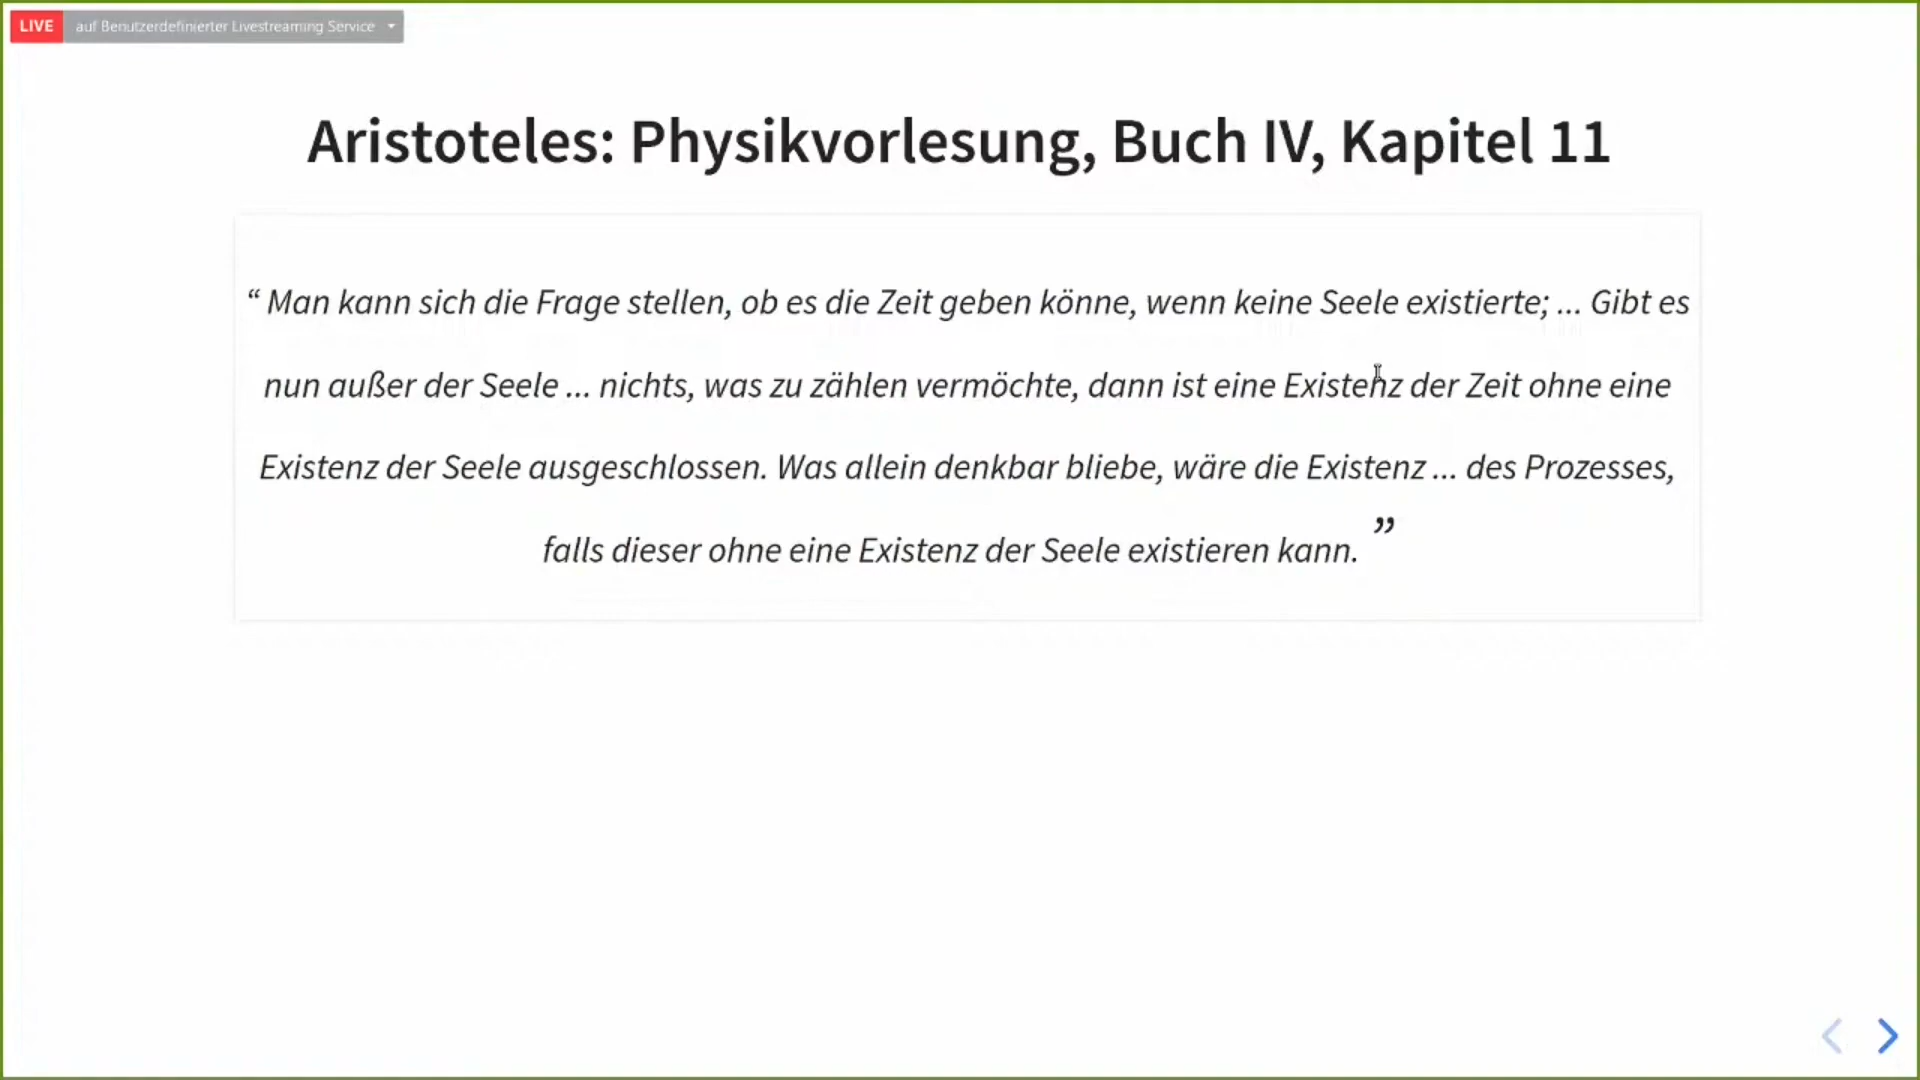 LIVE auf Benutzerdefinierter Livestreaming Service
Aristoteles: Physikvorlesung, Buch IV, Kapitel 11
“ Man kann sich die Frage stellen, ob es die Zeit geben könne, wenn keine Seele existierte; ... Gibt es
nun außer der Seele ... nichts, was zu zählen vermöchte, dann ist eine Existenz der Zeit ohne eine
Existenz der Seele ausgeschlossen. Was allein denkbar bliebe, wäre die Existenz ... des Prozesses,
falls dieser ohne eine Existenz der Seele existieren kann. ”